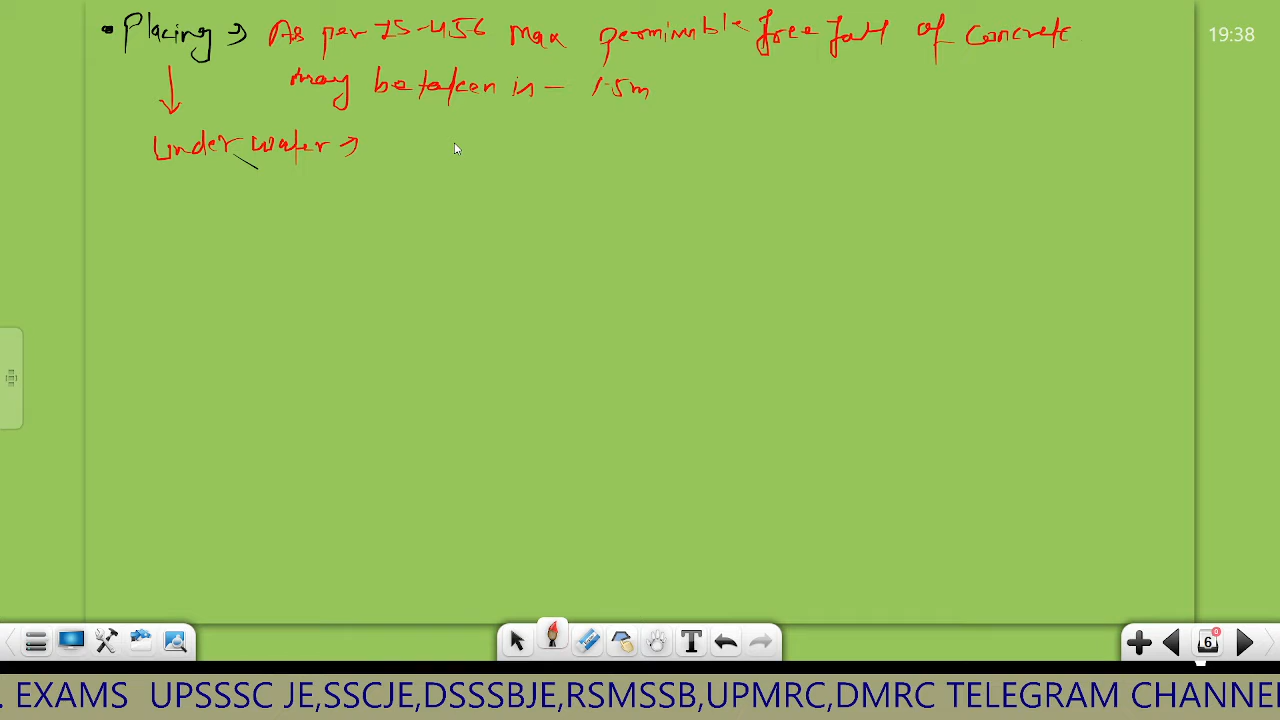 • Placing → As per IS-456 Max permissible free fall of concrete
may be taken is - 1.5m
Under water →
19:38
6
. EXAMS UPSSSC JE,SSCJE,DSSSBJE,RSMSSB,UPMRC,DMRC TELEGRAM CHANNEL